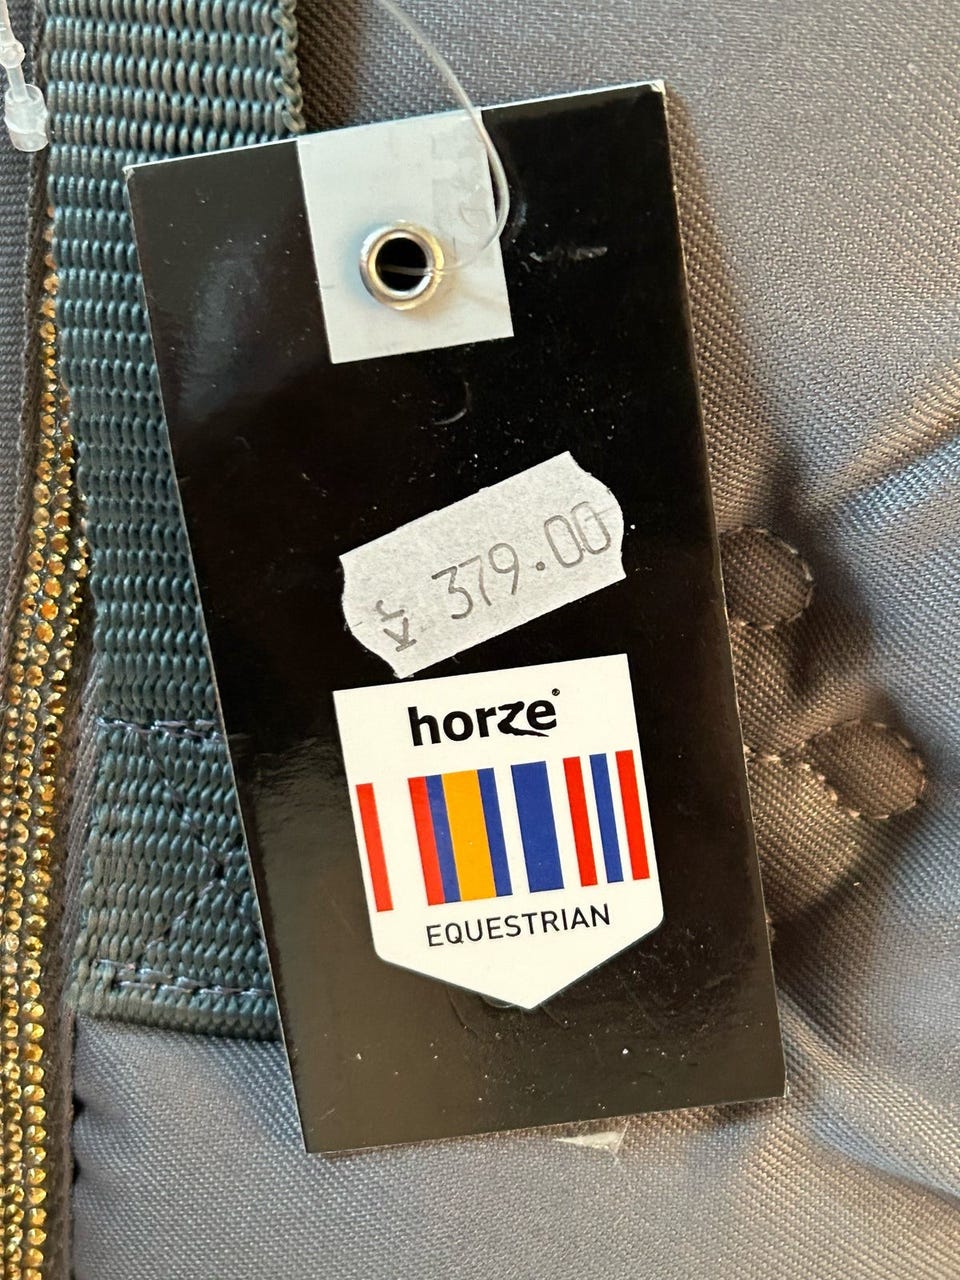 kr 379.00
horze®
EQUESTRIAN